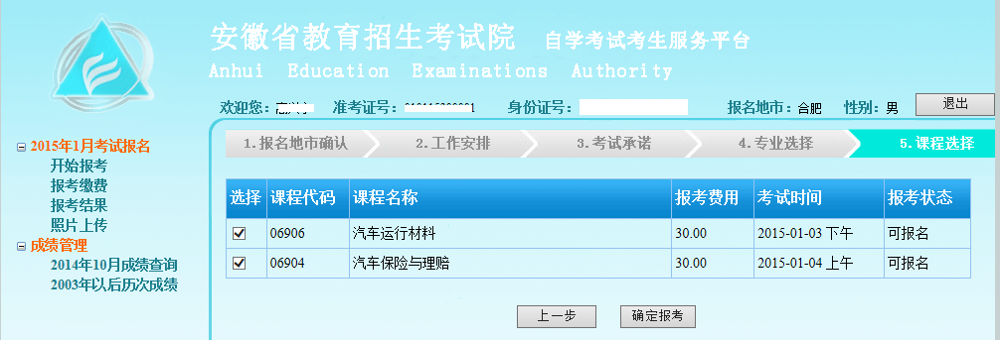 安徽省教育招生考试院 自学考试考生服务平台
Anhui Education Examinations Authority
欢迎您： 准考证号： 身份证号： 报名地市：合肥 性别：男 退出
2015年1月考试报名
开始报考
报考缴费
报考结果
照片上传
成绩管理
2014年10月成绩查询
2003年以后历次成绩
1.报名地市确认 2.工作安排 3.考试承诺 4.专业选择 5.课程选择
选择 课程代码 课程名称 报考费用 考试时间 报考状态
06906 汽车运行材料 30.00 2015-01-03 下午 可报名
06904 汽车保险与理赔 30.00 2015-01-04 上午 可报名
上一步 确定报考